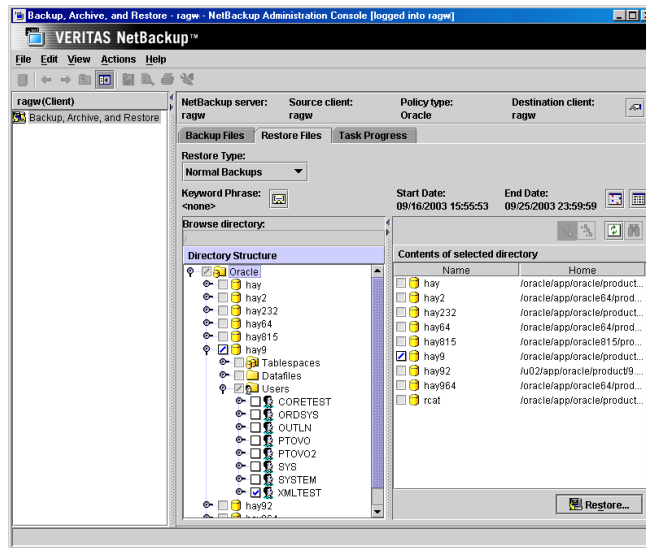 Backup, Archive, and Restore - ragw - NetBackup Administration Console [logged into ragw]
VERITAS NetBackup™
File Edit View Actions Help
ragw(Client)
Backup, Archive, and Restore
NetBackup server: Source client: Policy type: Destination client:
ragw ragw Oracle ragw
Backup Files Restore Files Task Progress
Restore Type:
Normal Backups
Keyword Phrase: Start Date: End Date:
<none> 09/16/2003 15:55:53 09/25/2003 23:59:59
Browse directory:
/
Directory Structure
Oracle
hay
hay2
hay232
hay64
hay815
hay9
Tablespaces
Datafiles
Users
CORETEST
ORDSYS
OUTLN
PTOVO
PTOVO2
SYS
SYSTEM
XMLTEST
hay92
Contents of selected directory
Name Home
hay /oracle/app/oracle/product...
hay2 /oracle/app/oracle64/prod...
hay232 /oracle/app/oracle/product...
hay64 /oracle/app/oracle64/prod...
hay815 /oracle/app/oracle815/pro...
hay9 /oracle/app/oracle/product...
hay92 /u02/app/oracle/product/9....
hay964 /oracle/app/oracle64/prod...
rcat /oracle/app/oracle/product...
Restore...